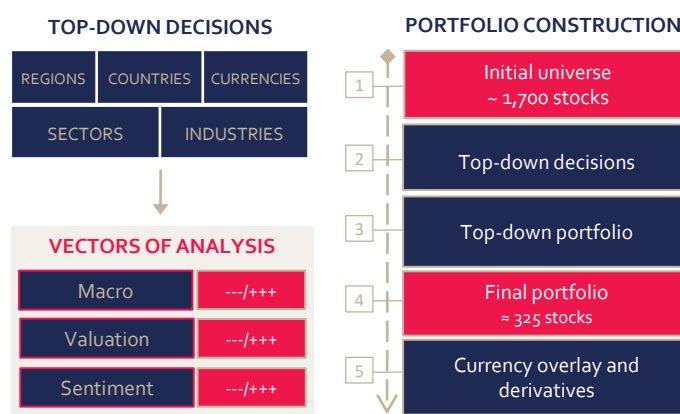 TOP-DOWN DECISIONS
REGIONS
COUNTRIES
CURRENCIES
SECTORS
INDUSTRIES
VECTORS OF ANALYSIS
Macro
---/+++
Valuation
---/+++
Sentiment
---/+++
PORTFOLIO CONSTRUCTION
1
Initial universe
~ 1,700 stocks
2
Top-down decisions
3
Top-down portfolio
4
Final portfolio
≈ 325 stocks
5
Currency overlay and
derivatives